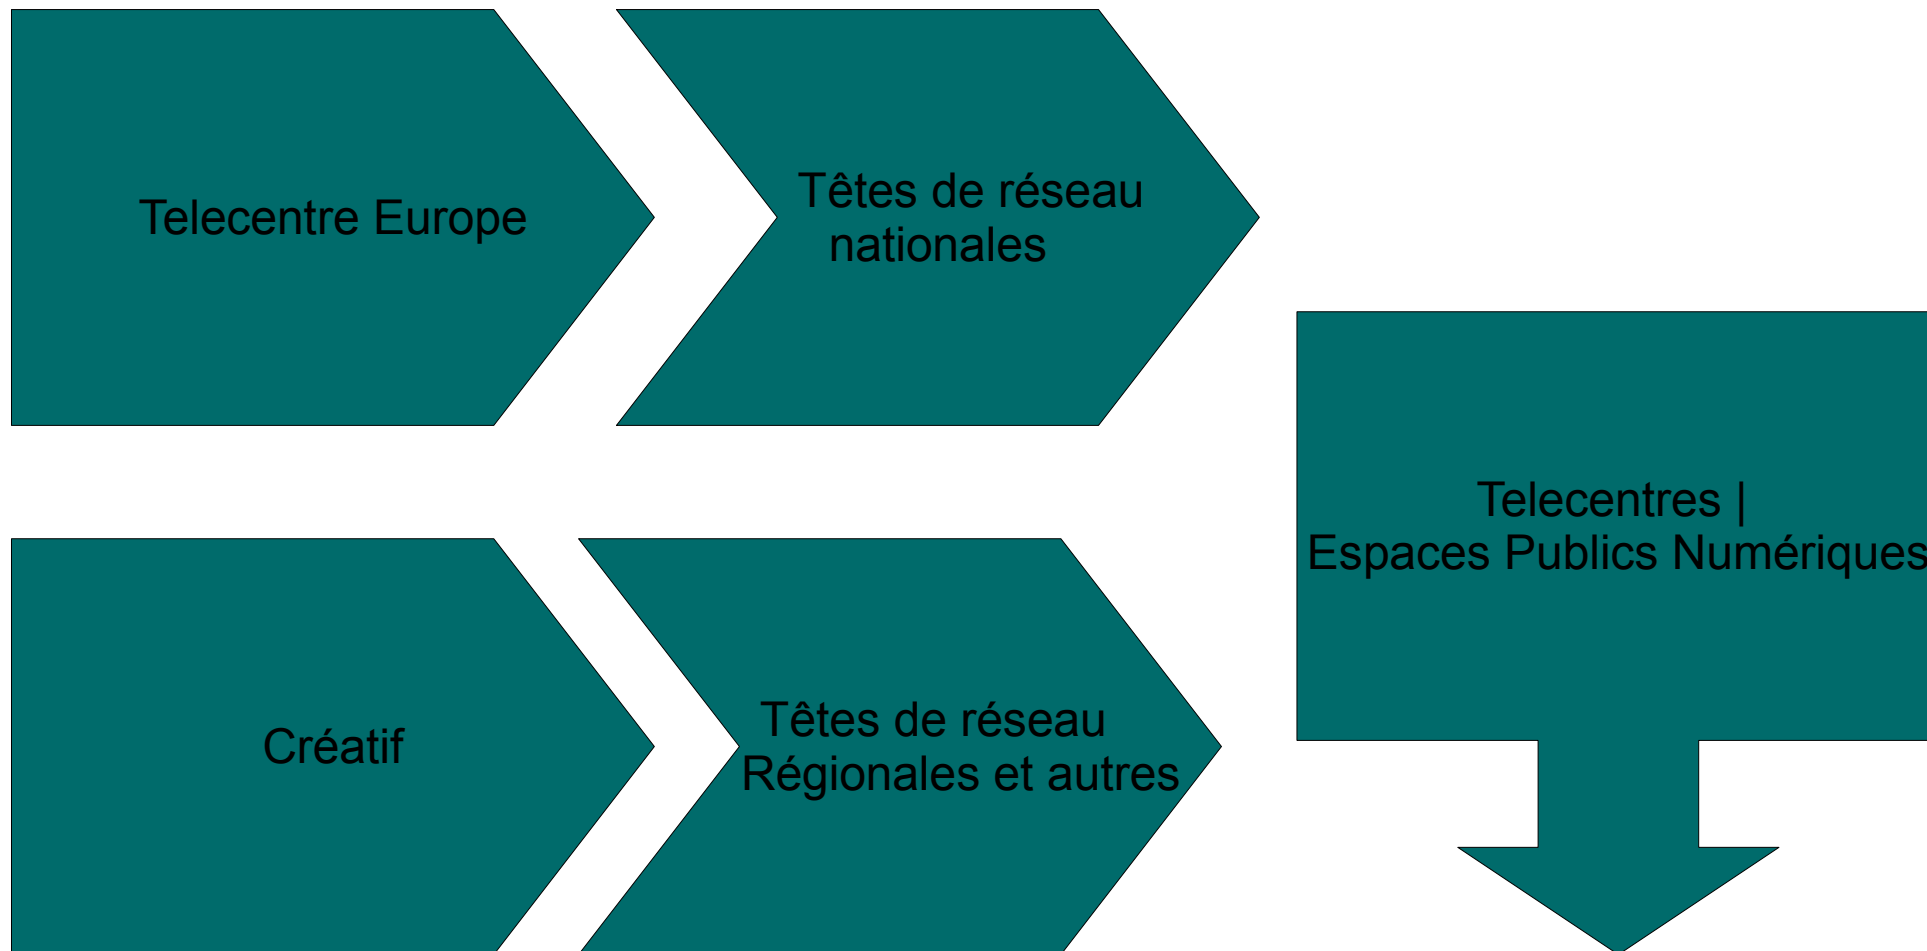 Telecentre Europe
Têtes de réseau
nationales
Telecentres |
Espaces Publics Numériques
Créatif
Têtes de réseau
Régionales et autres